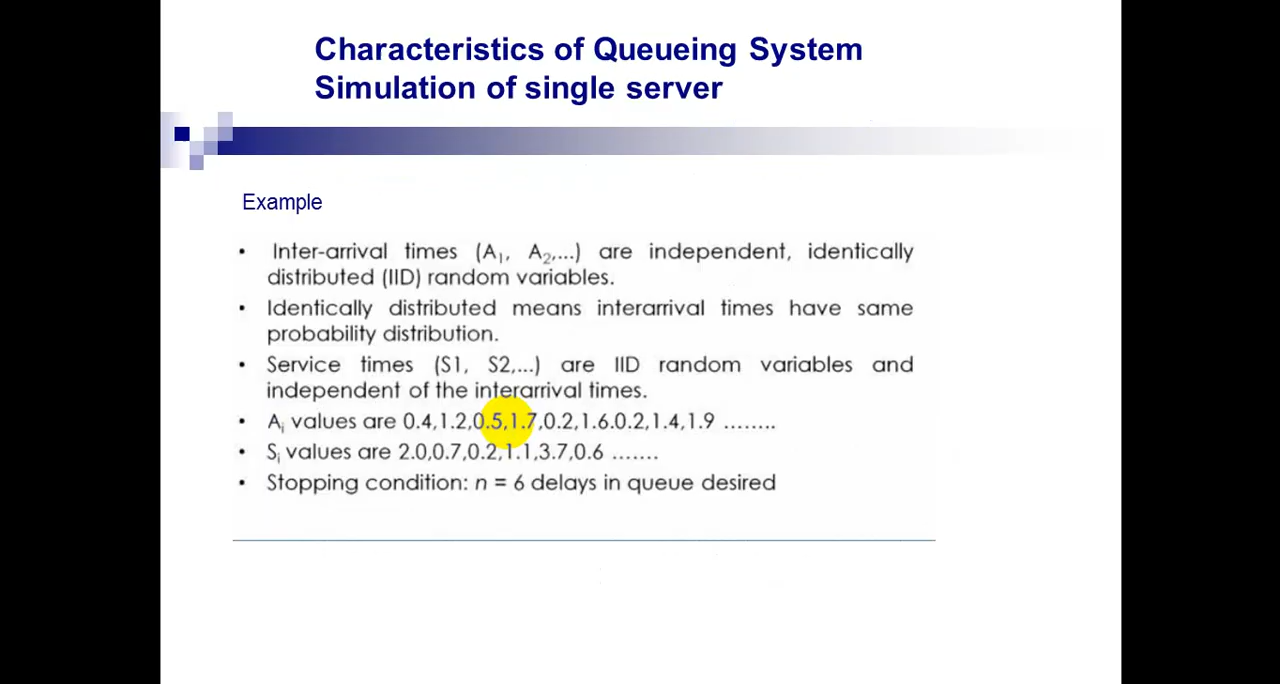 Characteristics of Queueing System
Simulation of single server
Example
• Inter-arrival times (A1, A2,...) are independent, identically
distributed (IID) random variables.
• Identically distributed means interarrival times have same
probability distribution.
• Service times (S1, S2,...) are IID random variables and
independent of the interarrival times.
• Ai values are 0.4,1.2,0.5,1.7,0.2,1.6.0.2,1.4,1.9 ........
• Si values are 2.0,0.7,0.2,1.1,3.7,0.6 .......
• Stopping condition: n = 6 delays in queue desired